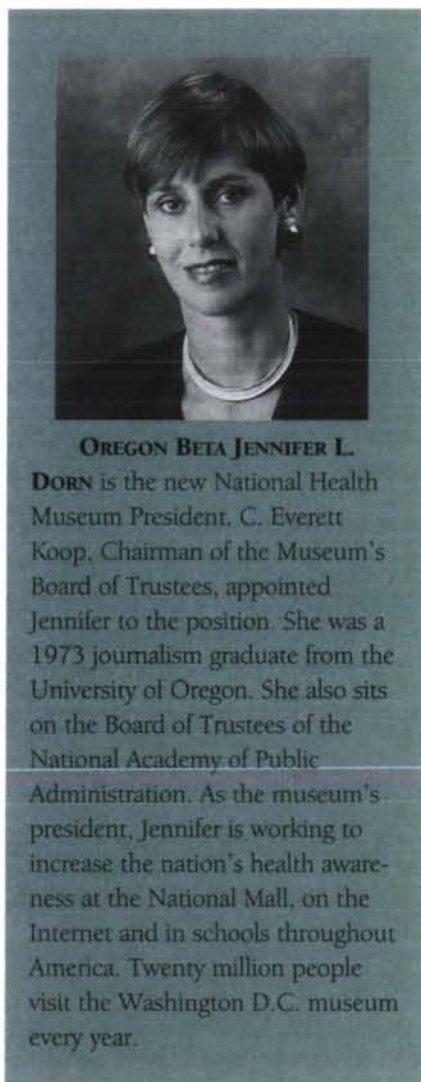 OREGON BETA JENNIFER L.
DORN is the new National Health
Museum President. C. Everett
Koop, Chairman of the Museum's
Board of Trustees, appointed
Jennifer to the position. She was a
1973 journalism graduate from the
University of Oregon. She also sits
on the Board of Trustees of the
National Academy of Public
Administration. As the museum's
president, Jennifer is working to
increase the nation's health aware-
ness at the National Mall, on the
Internet and in schools throughout
America. Twenty million people
visit the Washington D.C. museum
every year.